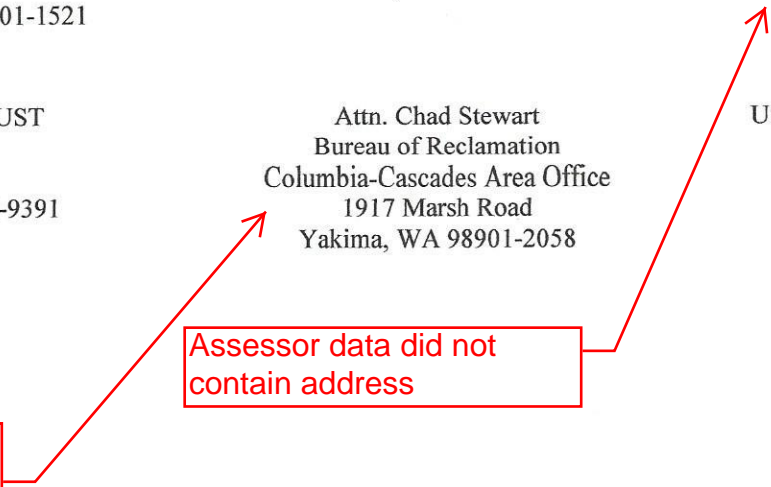 01-1521
UST
-9391
Attn. Chad Stewart
Bureau of Reclamation
Columbia-Cascades Area Office
1917 Marsh Road
Yakima, WA 98901-2058
U
Assessor data did not
contain address